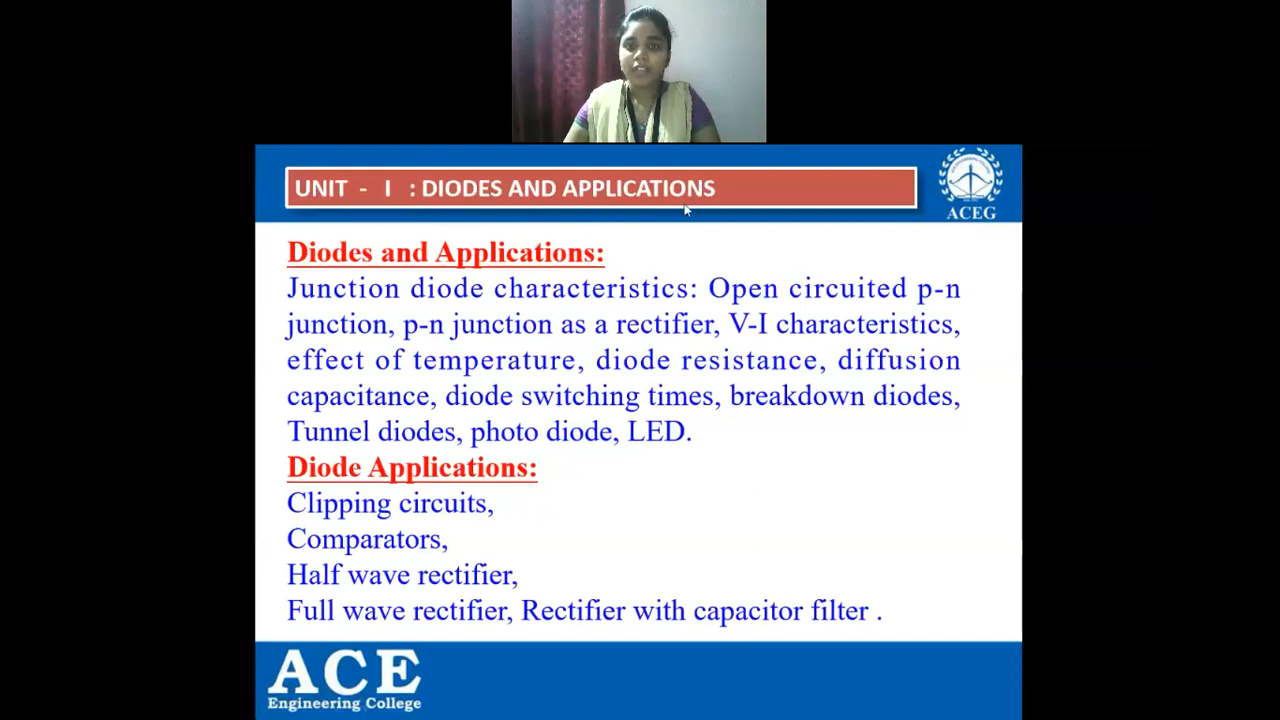 UNIT - I : DIODES AND APPLICATIONS
ACEG
Diodes and Applications:
Junction diode characteristics: Open circuited p-n
junction, p-n junction as a rectifier, V-I characteristics,
effect of temperature, diode resistance, diffusion
capacitance, diode switching times, breakdown diodes,
Tunnel diodes, photo diode, LED.
Diode Applications:
Clipping circuits,
Comparators,
Half wave rectifier,
Full wave rectifier, Rectifier with capacitor filter .
ACE
Engineering College